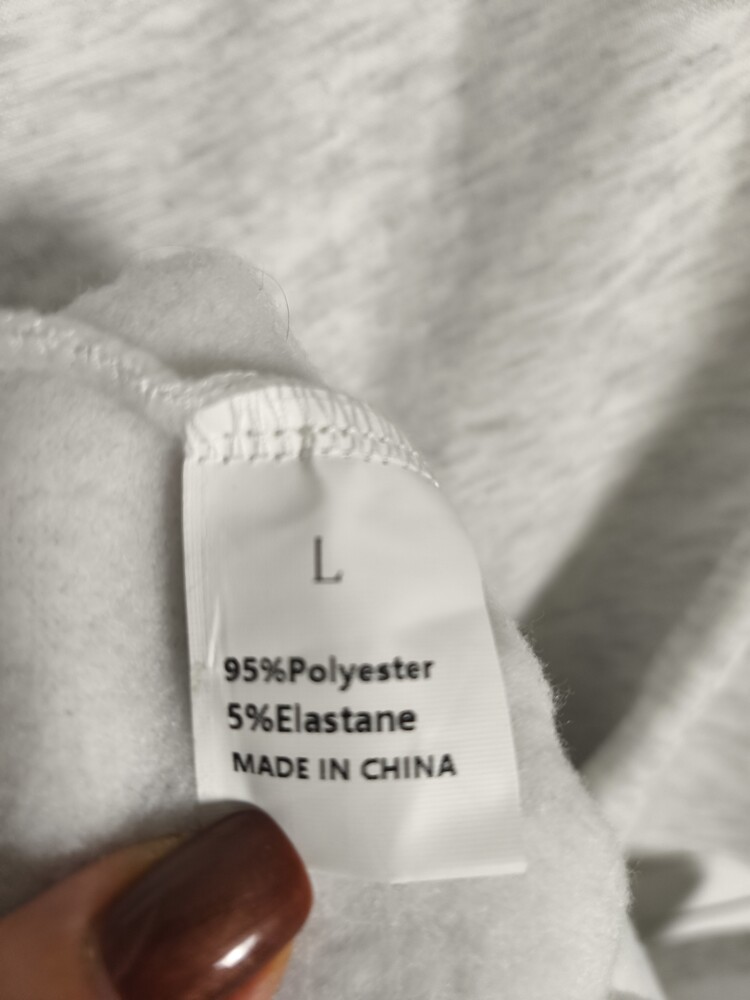 L
95%Polyester
5%Elastane
MADE IN CHINA